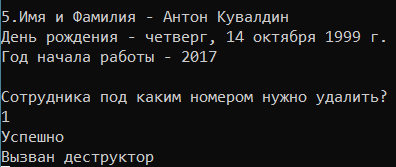 5.Имя и Фамилия - Антон Кувалдин
День рождения - четверг, 14 октября 1999 г.
Год начала работы - 2017
Сотрудника под каким номером нужно удалить?
1
Успешно
Вызван деструктор